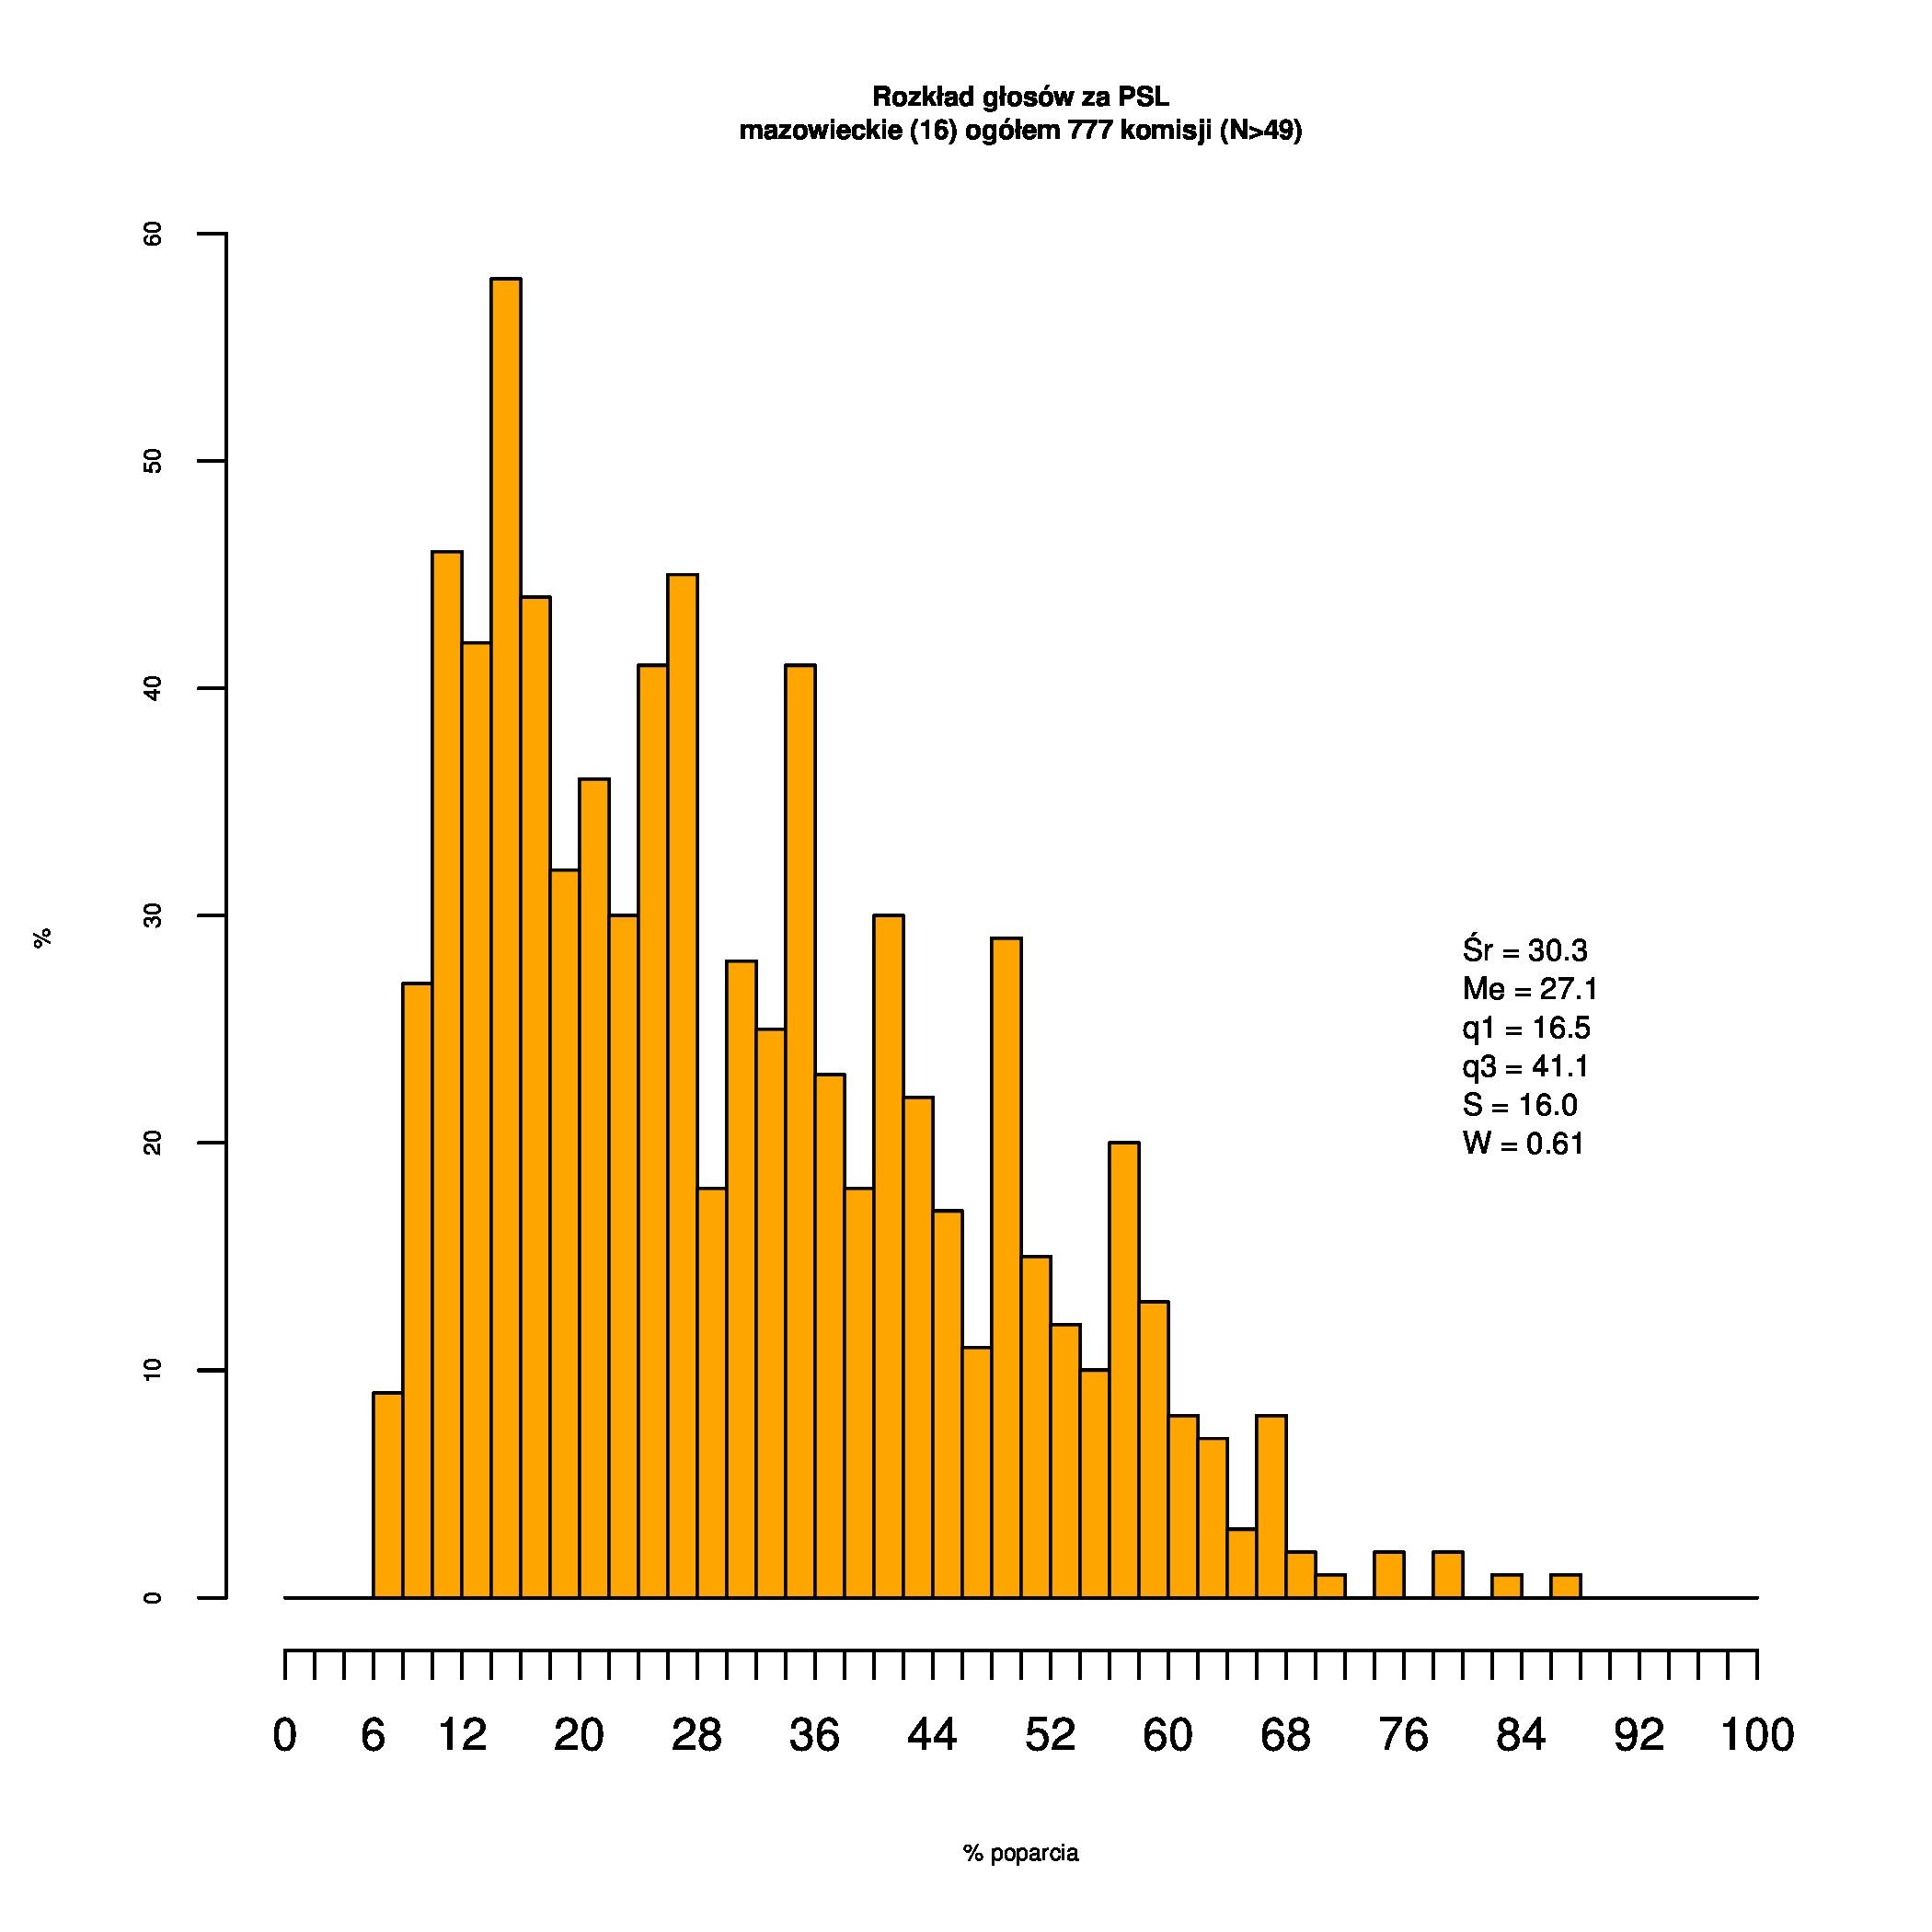 Rozkład głosów za PSL
mazowieckie (16) ogółem 777 komisji (N>49)
60
50
40
30
20
10
0
%
Śr = 30.3
Me = 27.1
q1 = 16.5
q3 = 41.1
S = 16.0
W = 0.61
0 6 12 20 28 36 44 52 60 68 76 84 92 100
% poparcia